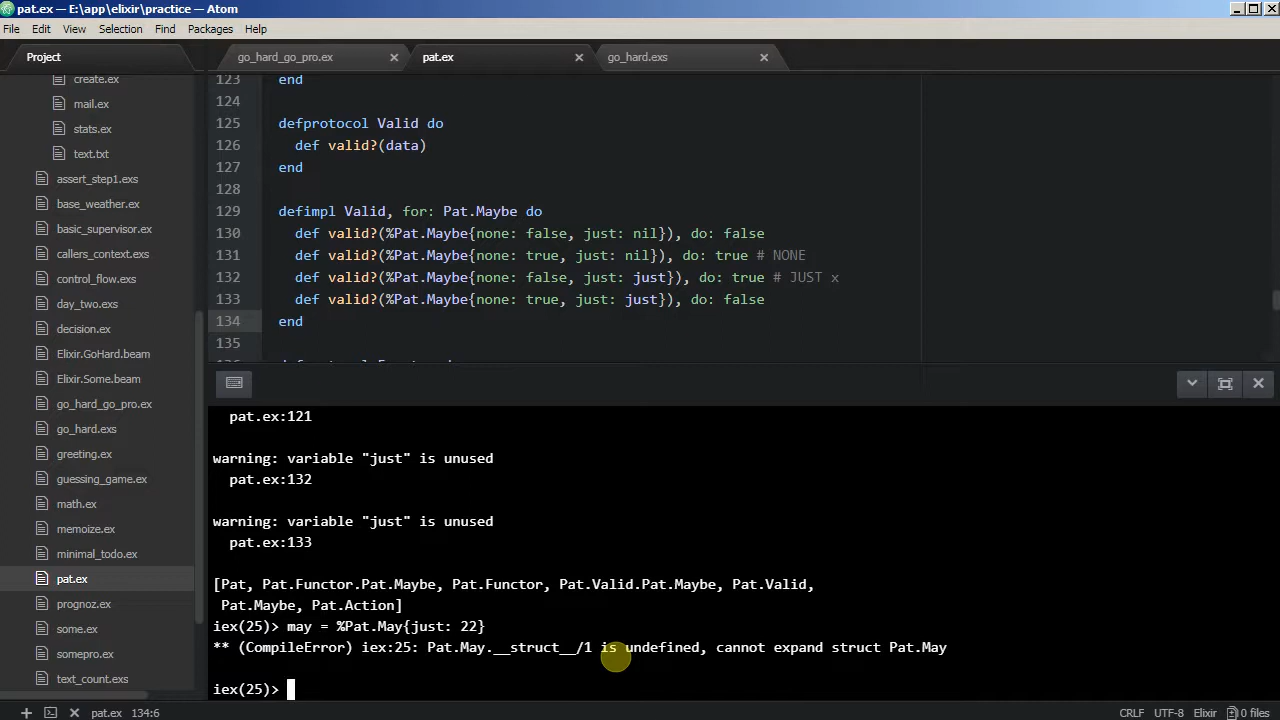 pat.ex — E:\app\elixir\practice — Atom
File Edit View Selection Find Packages Help
Project
go_hard_go_pro.ex
pat.ex
go_hard.exs
create.ex
mail.ex
stats.ex
text.txt
assert_step1.exs
base_weather.ex
basic_supervisor.ex
callers_context.exs
control_flow.exs
day_two.exs
decision.ex
Elixir.GoHard.beam
Elixir.Some.beam
go_hard_go_pro.ex
go_hard.exs
greeting.ex
guessing_game.ex
math.ex
memoize.ex
minimal_todo.ex
pat.ex
prognoz.ex
some.ex
somepro.ex
text_count.exs
123 end
124
125 defprotocol Valid do
126 def valid?(data)
127 end
128
129 defimpl Valid, for: Pat.Maybe do
130 def valid?(%Pat.Maybe{none: false, just: nil}), do: false
131 def valid?(%Pat.Maybe{none: true, just: nil}), do: true # NONE
132 def valid?(%Pat.Maybe{none: false, just: just}), do: true # JUST x
133 def valid?(%Pat.Maybe{none: true, just: just}), do: false
134 end
135
pat.ex:121
warning: variable "just" is unused
pat.ex:132
warning: variable "just" is unused
pat.ex:133
[Pat, Pat.Functor.Pat.Maybe, Pat.Functor, Pat.Valid.Pat.Maybe, Pat.Valid,
Pat.Maybe, Pat.Action]
iex(25)> may = %Pat.May{just: 22}
** (CompileError) iex:25: Pat.May.__struct__/1 is undefined, cannot expand struct Pat.May
iex(25)>
pat.ex 134:6
CRLF UTF-8 Elixir 0 files